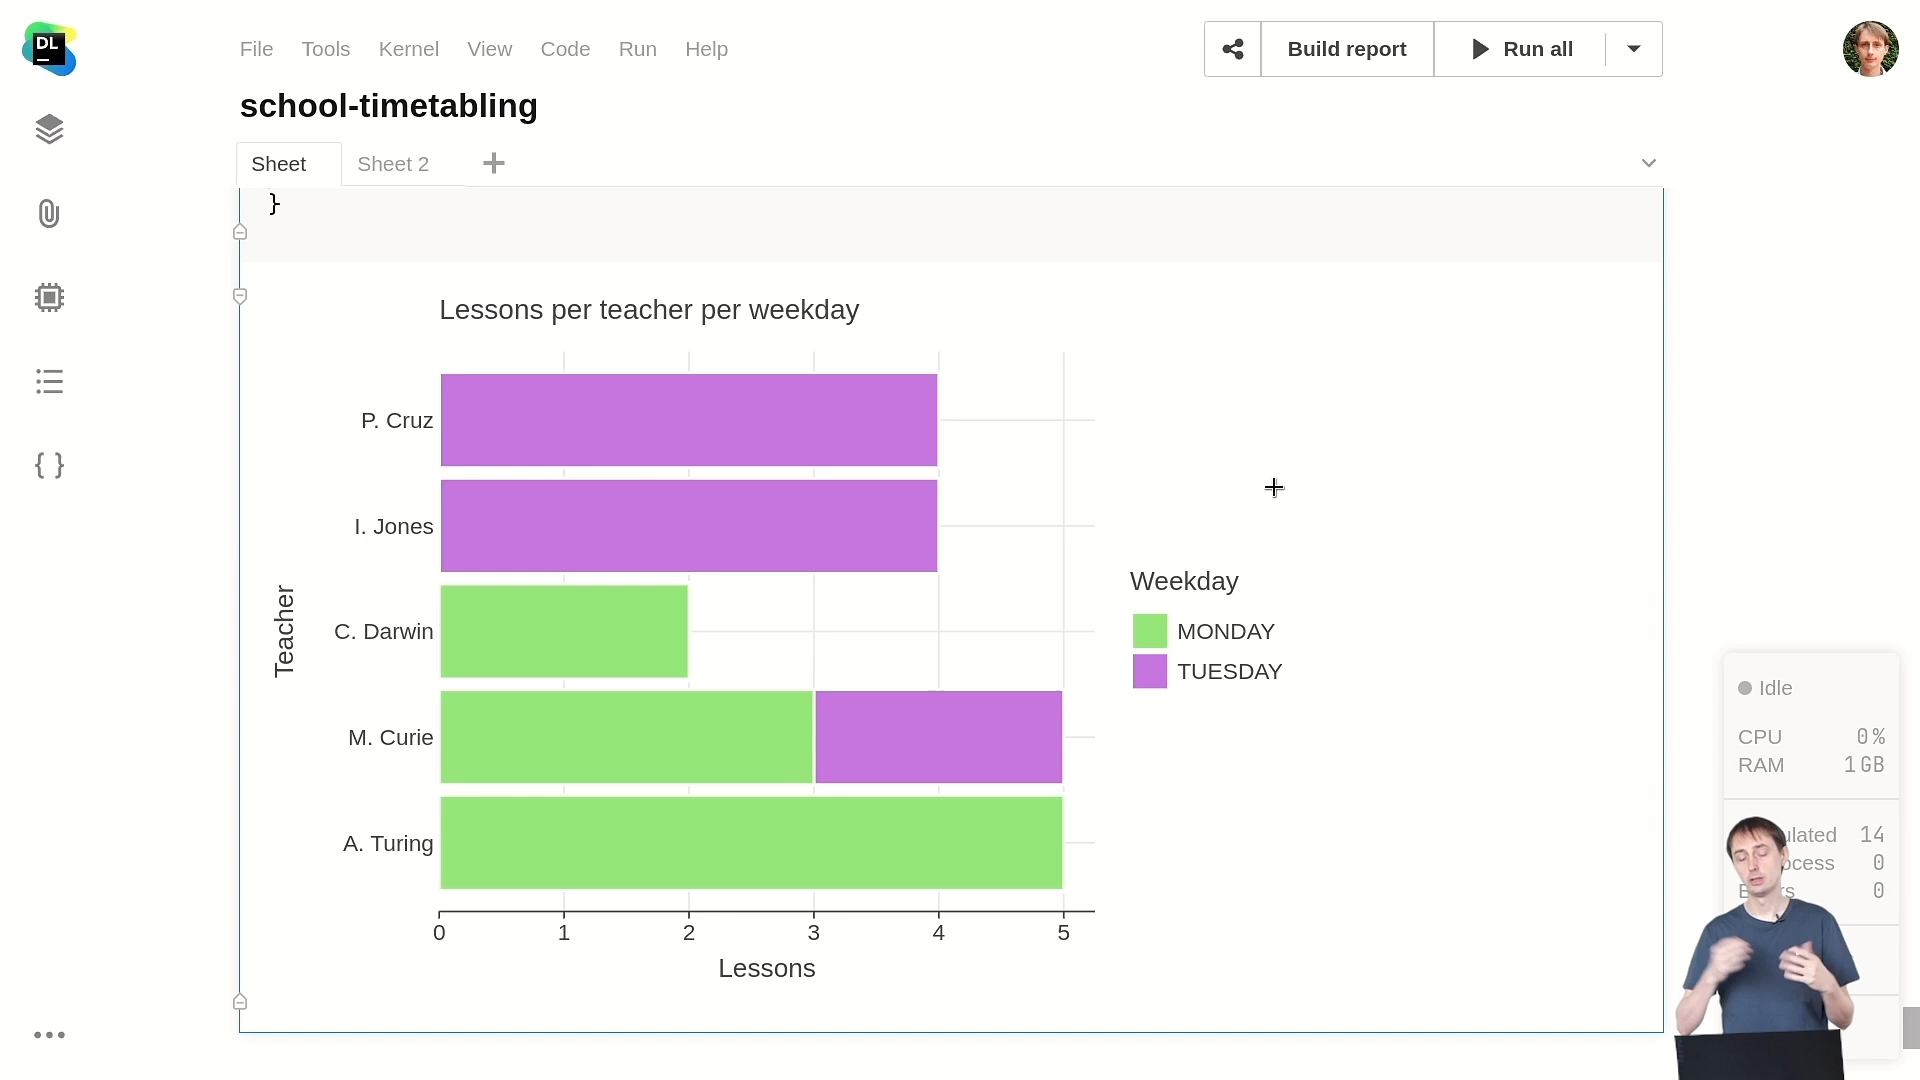 DL
File Tools Kernel View Code Run Help
Build report
Run all
school-timetabling
Sheet
Sheet 2
}
Lessons per teacher per weekday
P. Cruz
I. Jones
C. Darwin
M. Curie
A. Turing
Teacher
0 1 2 3 4 5
Lessons
Weekday
MONDAY
TUESDAY
Idle
CPU 0%
RAM 1GB
14
0
0